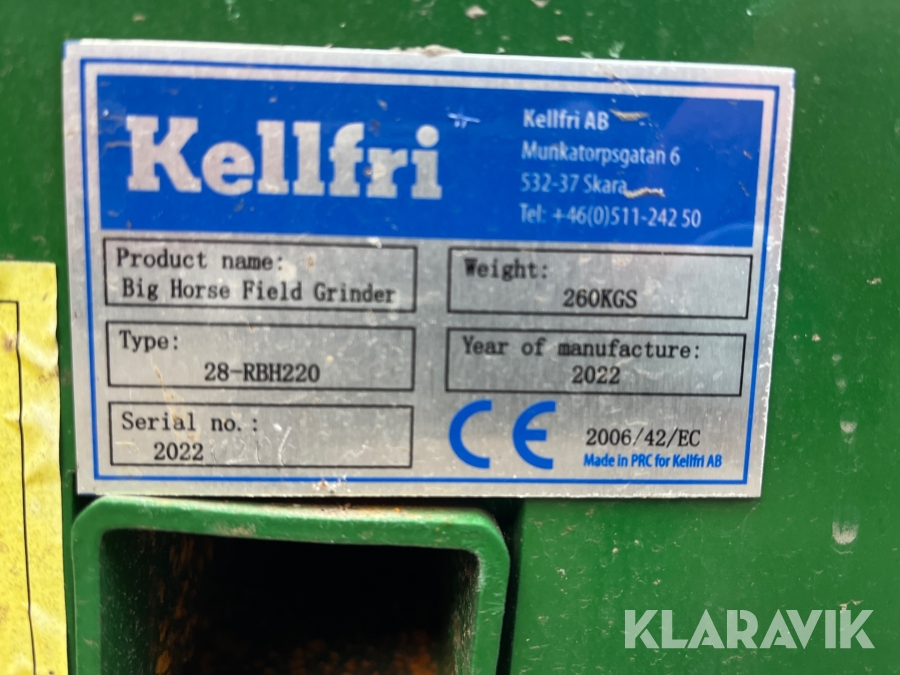 Kellfri
Kellfri AB
Munkatorpsgatan 6
532-37 Skara
Tel: +46(0)511-242 50
Product name:
Big Horse Field Grinder
Weight:
260KGS
Type:
28-RBH220
Year of manufacture:
2022
Serial no.:
2022
CE
2006/42/EC
Made in PRC for Kellfri AB
KLARAVIK